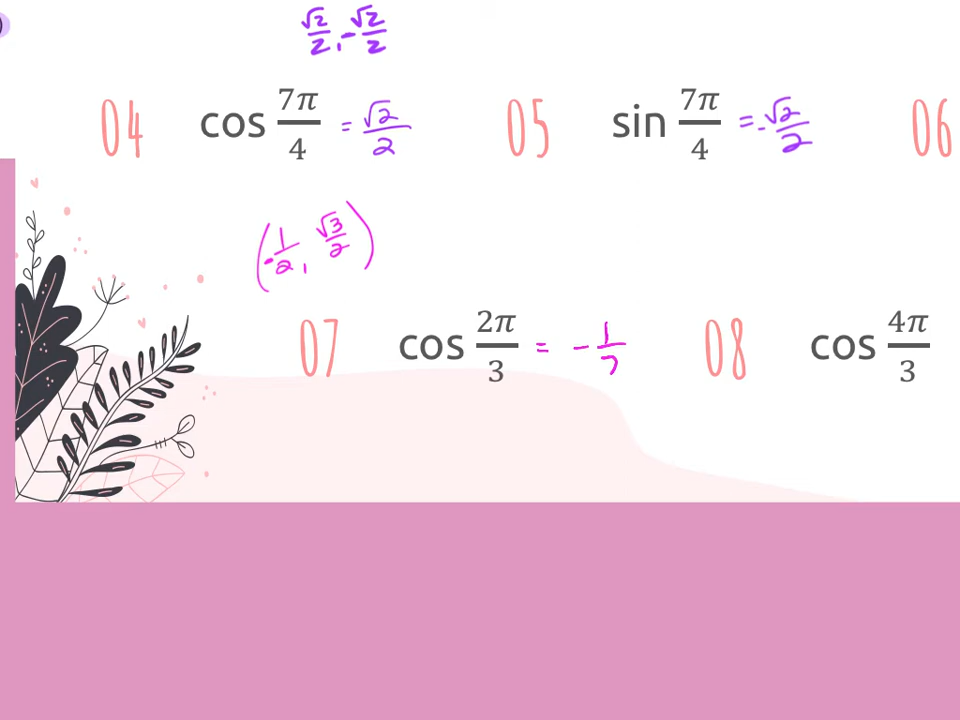 )
√2/2, -√2/2
04 cos 7π/4 = √2/2 05 sin 7π/4 = -√2/2 06
(-1/2, √3/2)
07 cos 2π/3 = - 1/2 08 cos 4π/3